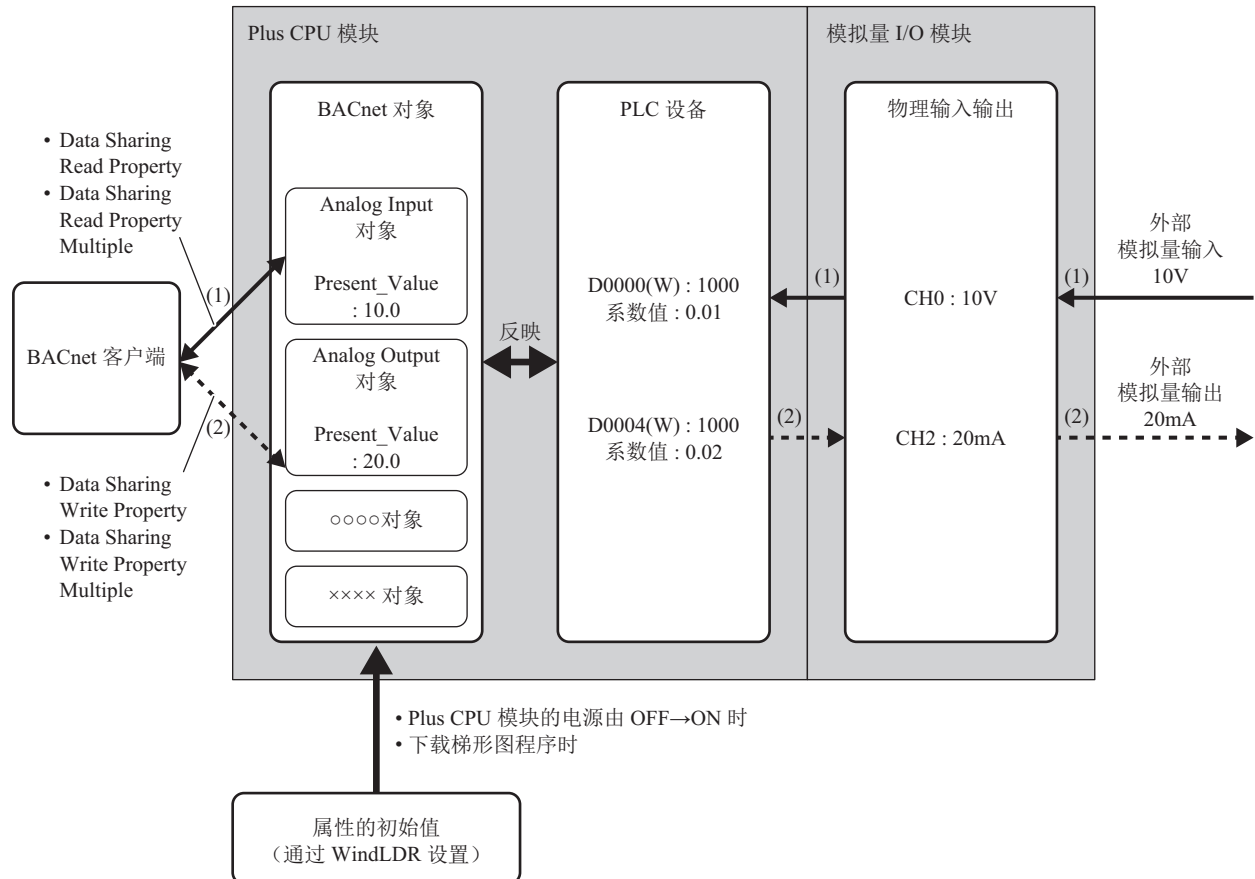 Plus CPU 模块
模拟量 I/O 模块
BACnet 对象
PLC 设备
物理输入输出
• Data Sharing
Read Property
• Data Sharing
Read Property
Multiple
Analog Input
对象
Present_Value
: 10.0
(1)
BACnet 客户端
(2)
Analog Output
对象
Present_Value
: 20.0
○○○○对象
×××× 对象
• Data Sharing
Write Property
• Data Sharing
Write Property
Multiple
反映
D0000(W) : 1000
系数值 : 0.01
D0004(W) : 1000
系数值 : 0.02
(1)
(2)
CH0 : 10V
CH2 : 20mA
(1)
外部
模拟量输入
10V
(2)
外部
模拟量输出
20mA
• Plus CPU 模块的电源由 OFF→ON 时
• 下载梯形图程序时
属性的初始值
（通过 WindLDR 设置）